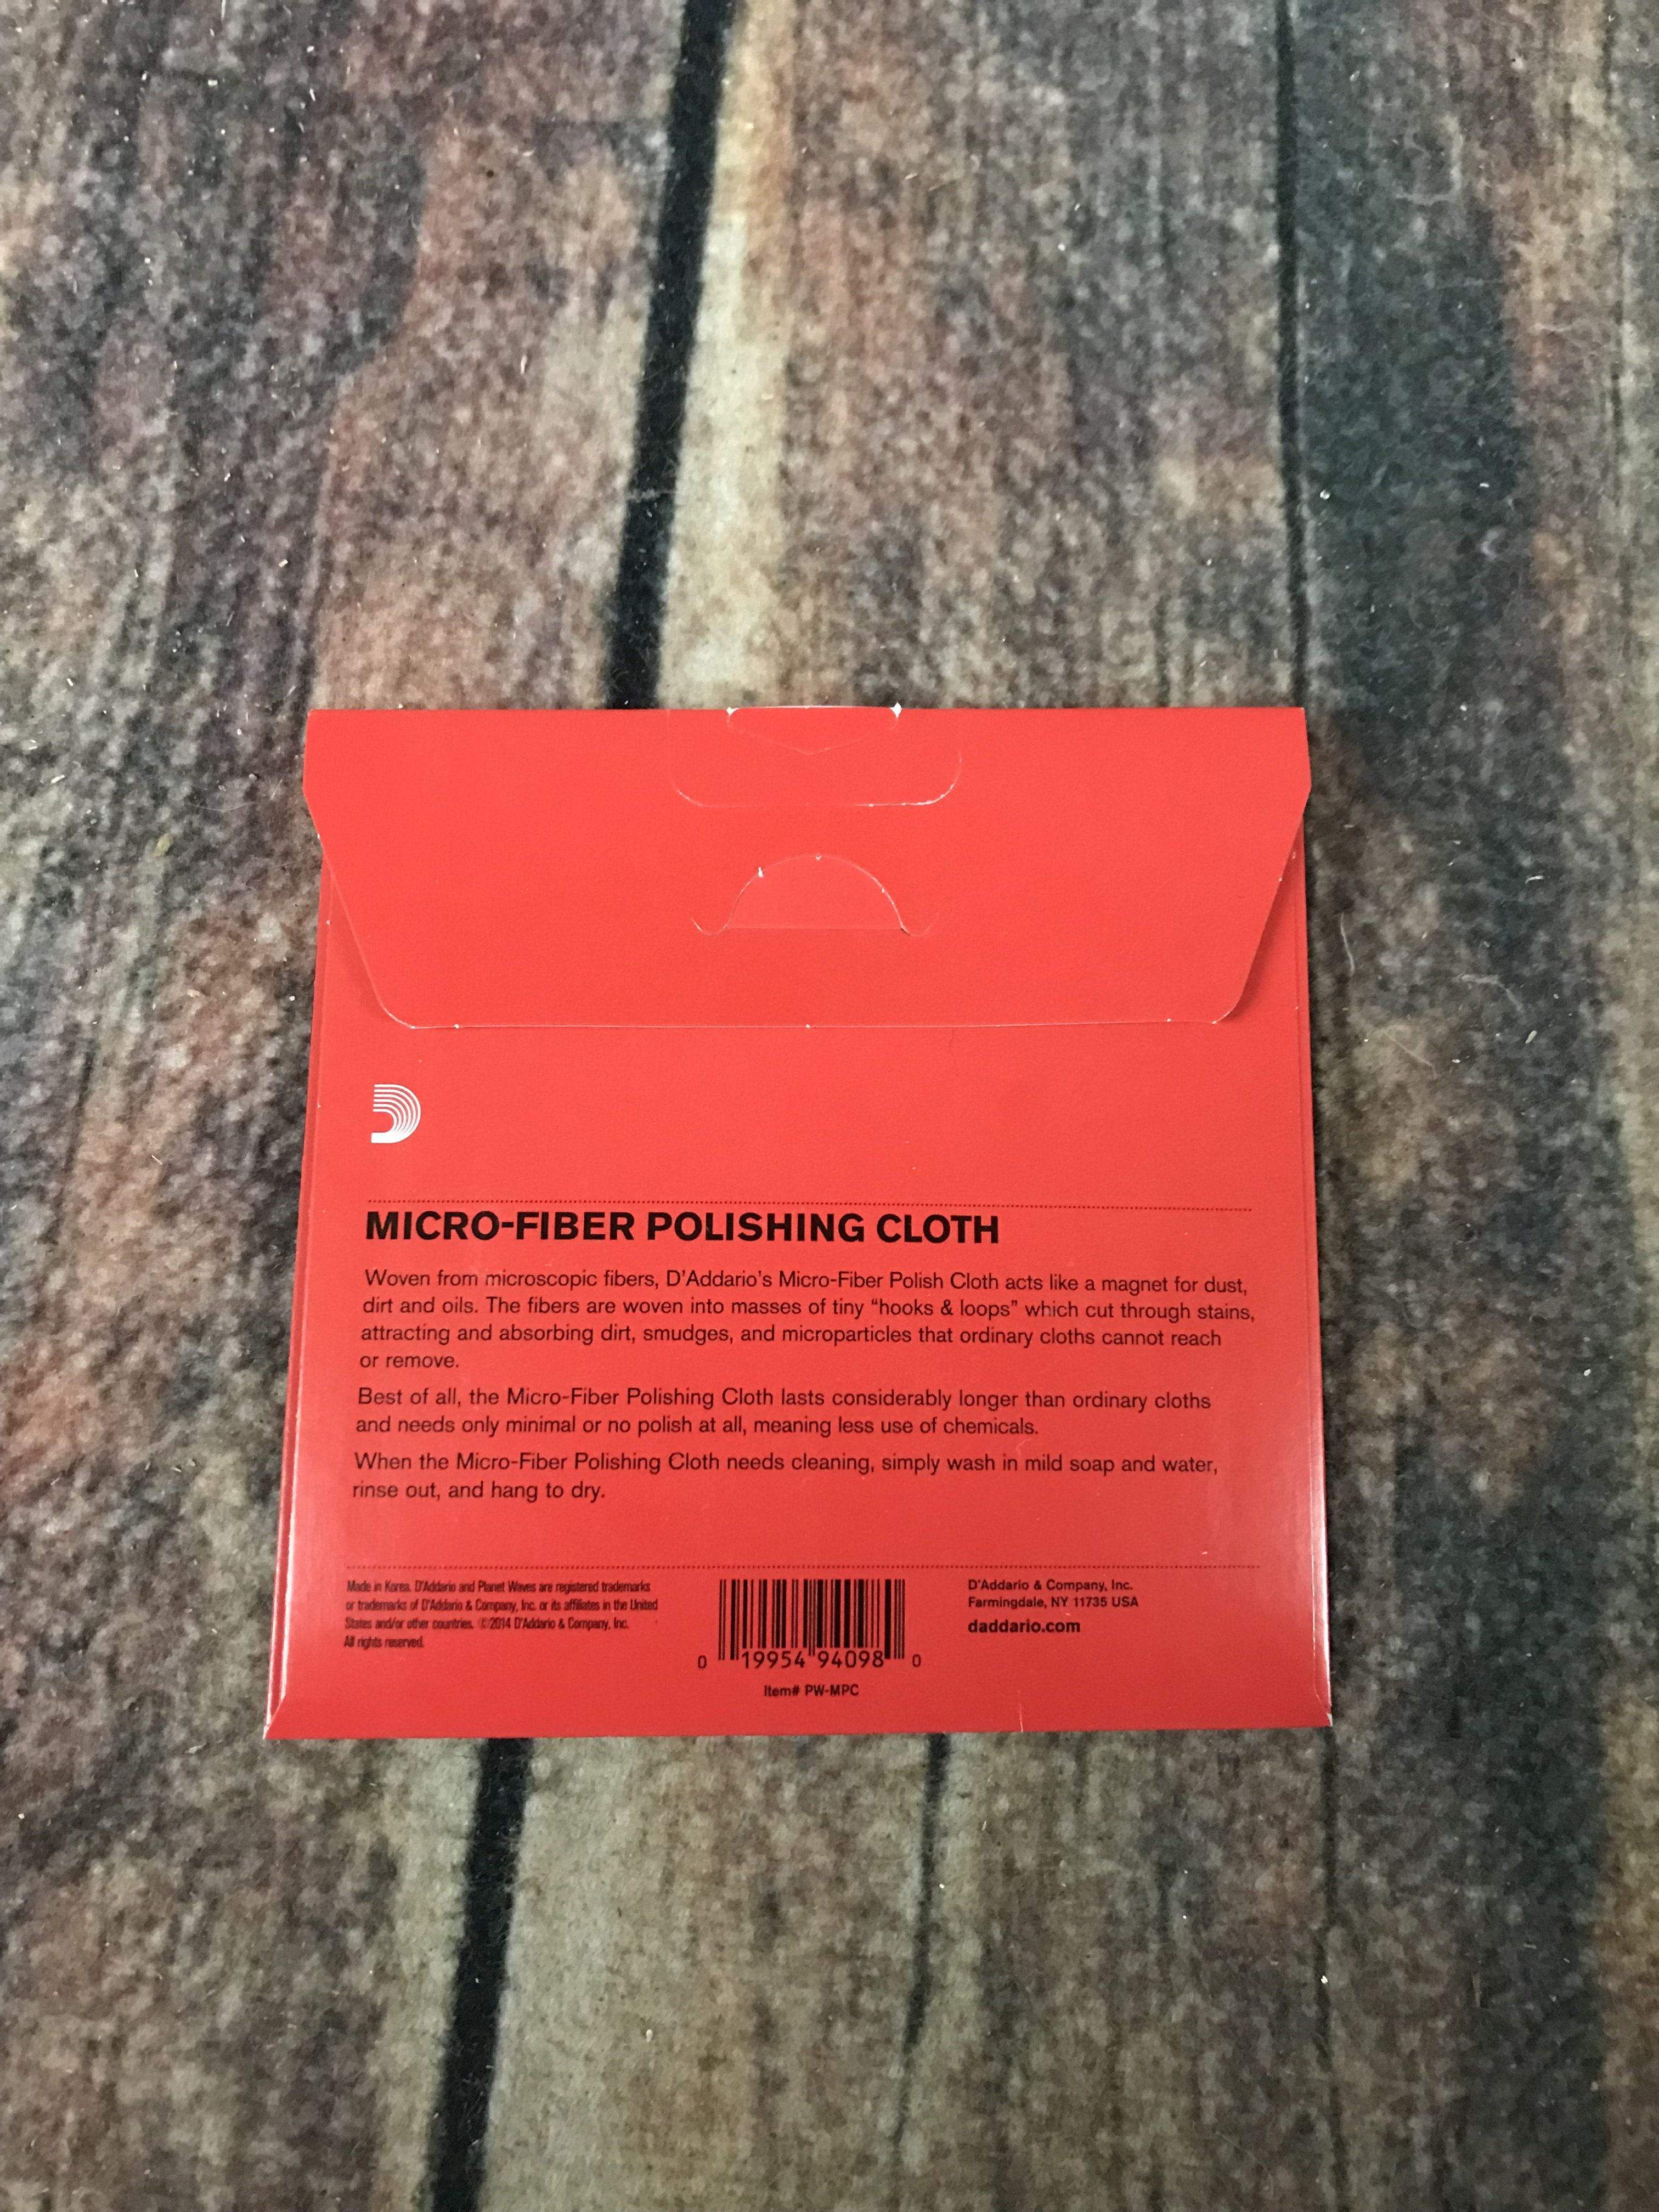 MICRO-FIBER POLISHING CLOTH
Woven from microscopic fibers, D'Addario's Micro-Fiber Polish Cloth acts like a magnet for dust,
dirt and oils. The fibers are woven into masses of tiny “hooks & loops” which cut through stains,
attracting and absorbing dirt, smudges, and microparticles that ordinary cloths cannot reach
or remove.
Best of all, the Micro-Fiber Polishing Cloth lasts considerably longer than ordinary cloths
and needs only minimal or no polish at all, meaning less use of chemicals.
When the Micro-Fiber Polishing Cloth needs cleaning, simply wash in mild soap and water,
rinse out, and hang to dry.
Made in Korea. D'Addario and Planet Waves are registered trademarks
or trademarks of D'Addario & Company, Inc. or its affiliates in the United
States and/or other countries. ©2014 D'Addario & Company, Inc.
All rights reserved.
0 19954 94098 0
Item# PW-MPC
D'Addario & Company, Inc.
Farmingdale, NY 11735 USA
daddario.com